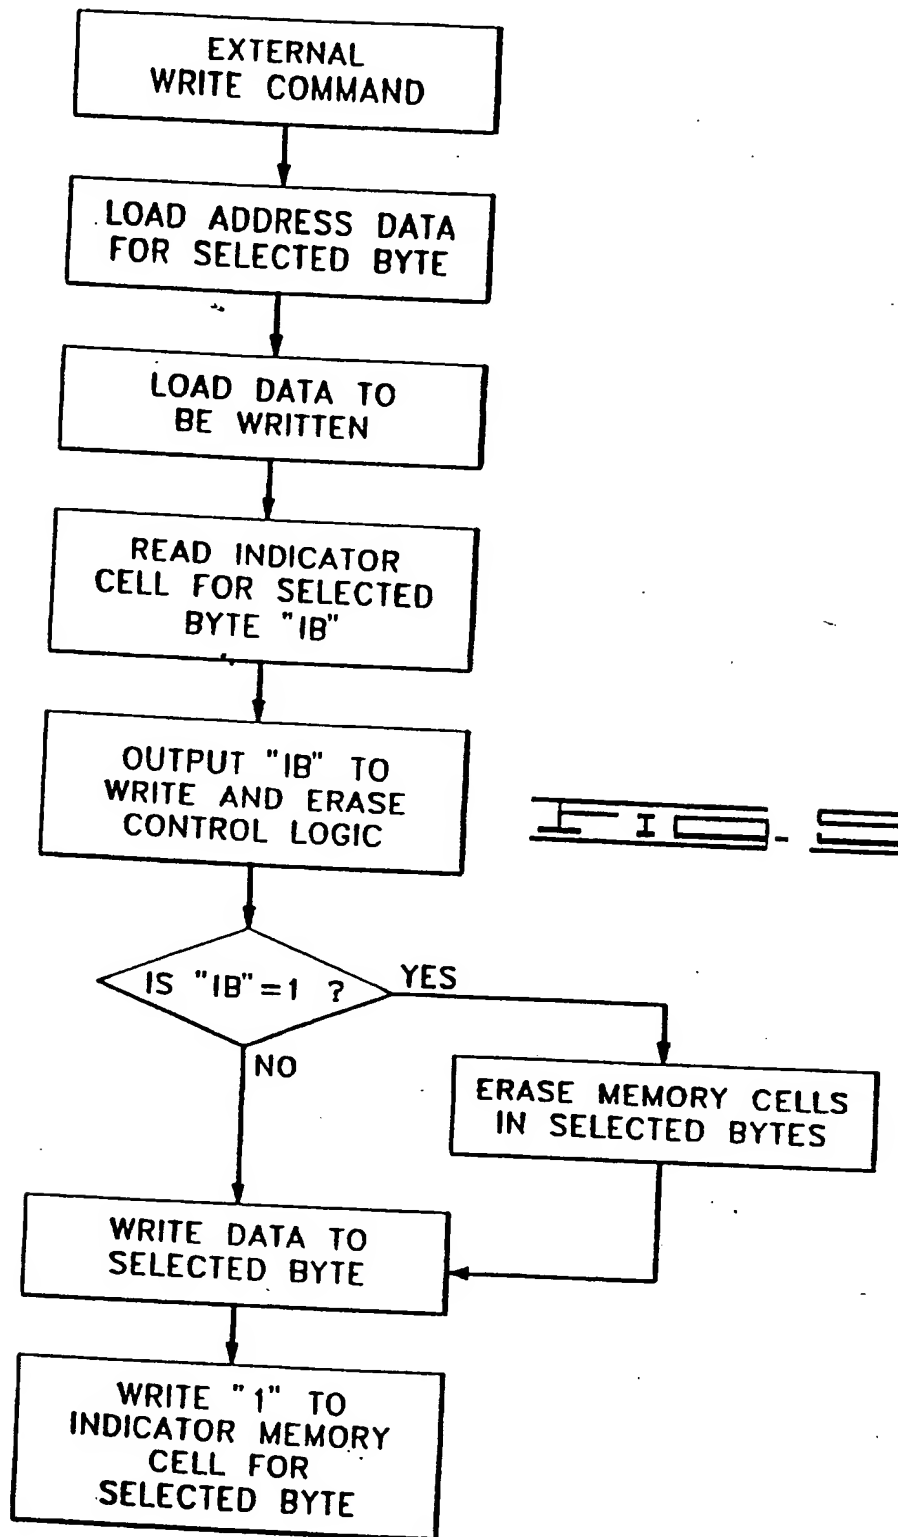 EXTERNAL
WRITE COMMAND
LOAD ADDRESS DATA
FOR SELECTED BYTE
LOAD DATA TO
BE WRITTEN
READ INDICATOR
CELL FOR SELECTED
BYTE "IB"
OUTPUT "IB" TO
WRITE AND ERASE
CONTROL LOGIC
IS "IB"=1 ?
YES
NO
ERASE MEMORY CELLS
IN SELECTED BYTES
WRITE DATA TO
SELECTED BYTE
WRITE "1" TO
INDICATOR MEMORY
CELL FOR
SELECTED BYTE